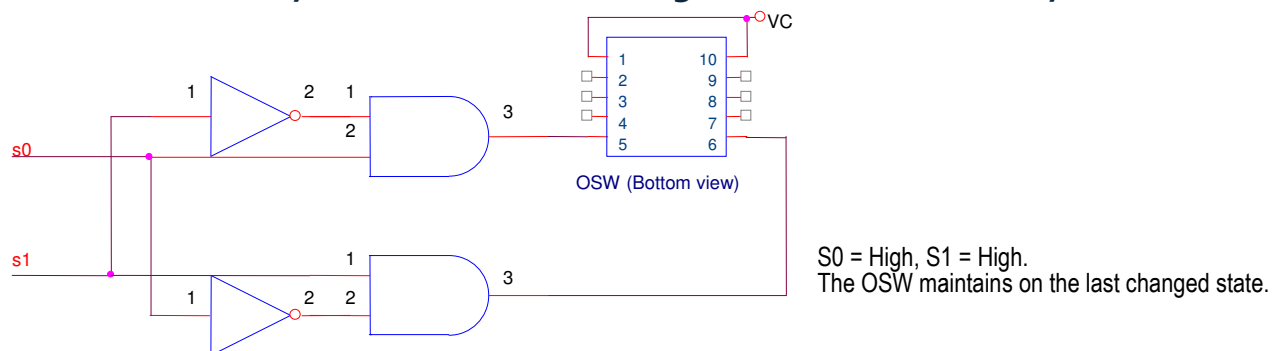 VC
1 10
2 9
3 8
4 7
5 6
OSW (Bottom view)
1 2 1
2
3
s0
s1
1
1 2 2
3
S0 = High, S1 = High.
The OSW maintains on the last changed state.